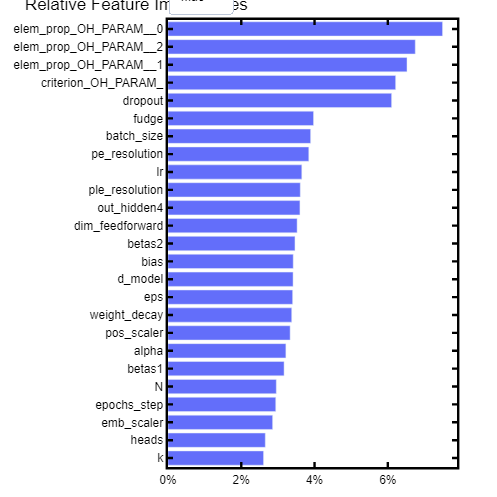 Relative Feature Im es
elem_prop_OH_PARAM__0
elem_prop_OH_PARAM__2
elem_prop_OH_PARAM__1
criterion_OH_PARAM_
dropout
fudge
batch_size
pe_resolution
lr
ple_resolution
out_hidden4
dim_feedforward
betas2
bias
d_model
eps
weight_decay
pos_scaler
alpha
betas1
N
epochs_step
emb_scaler
heads
k
0% 2% 4% 6%